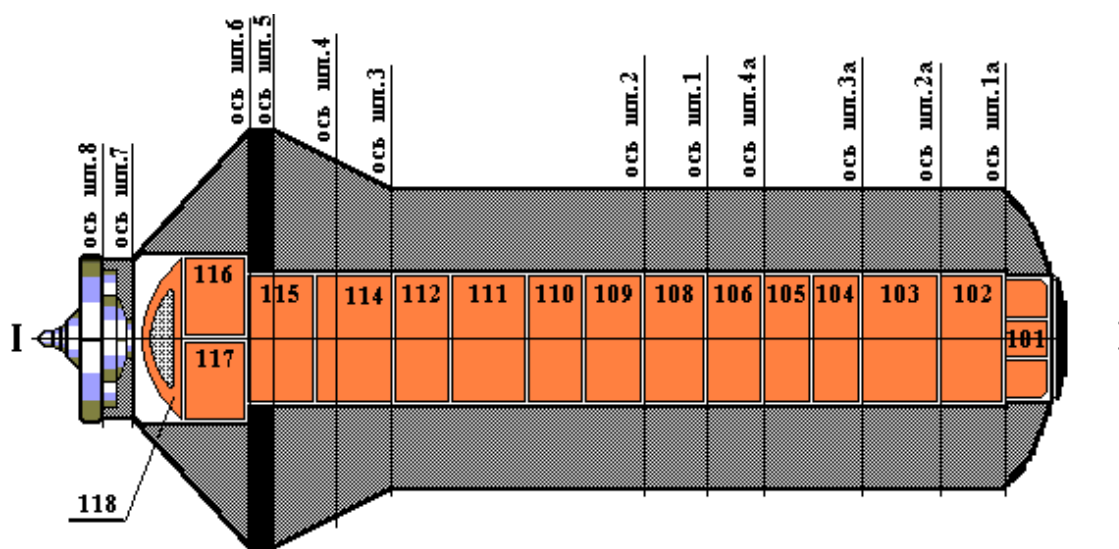 ось шп.8
ось шп.7
ось шп.6
ось шп.5
ось шп.4
ось шп.3
ось шп.2
ось шп.1
ось шп.4а
ось шп.3а
ось шп.2а
ось шп.1а
I
116
117
115
114
112
111
110
109
108
106
105
104
103
102
101
118